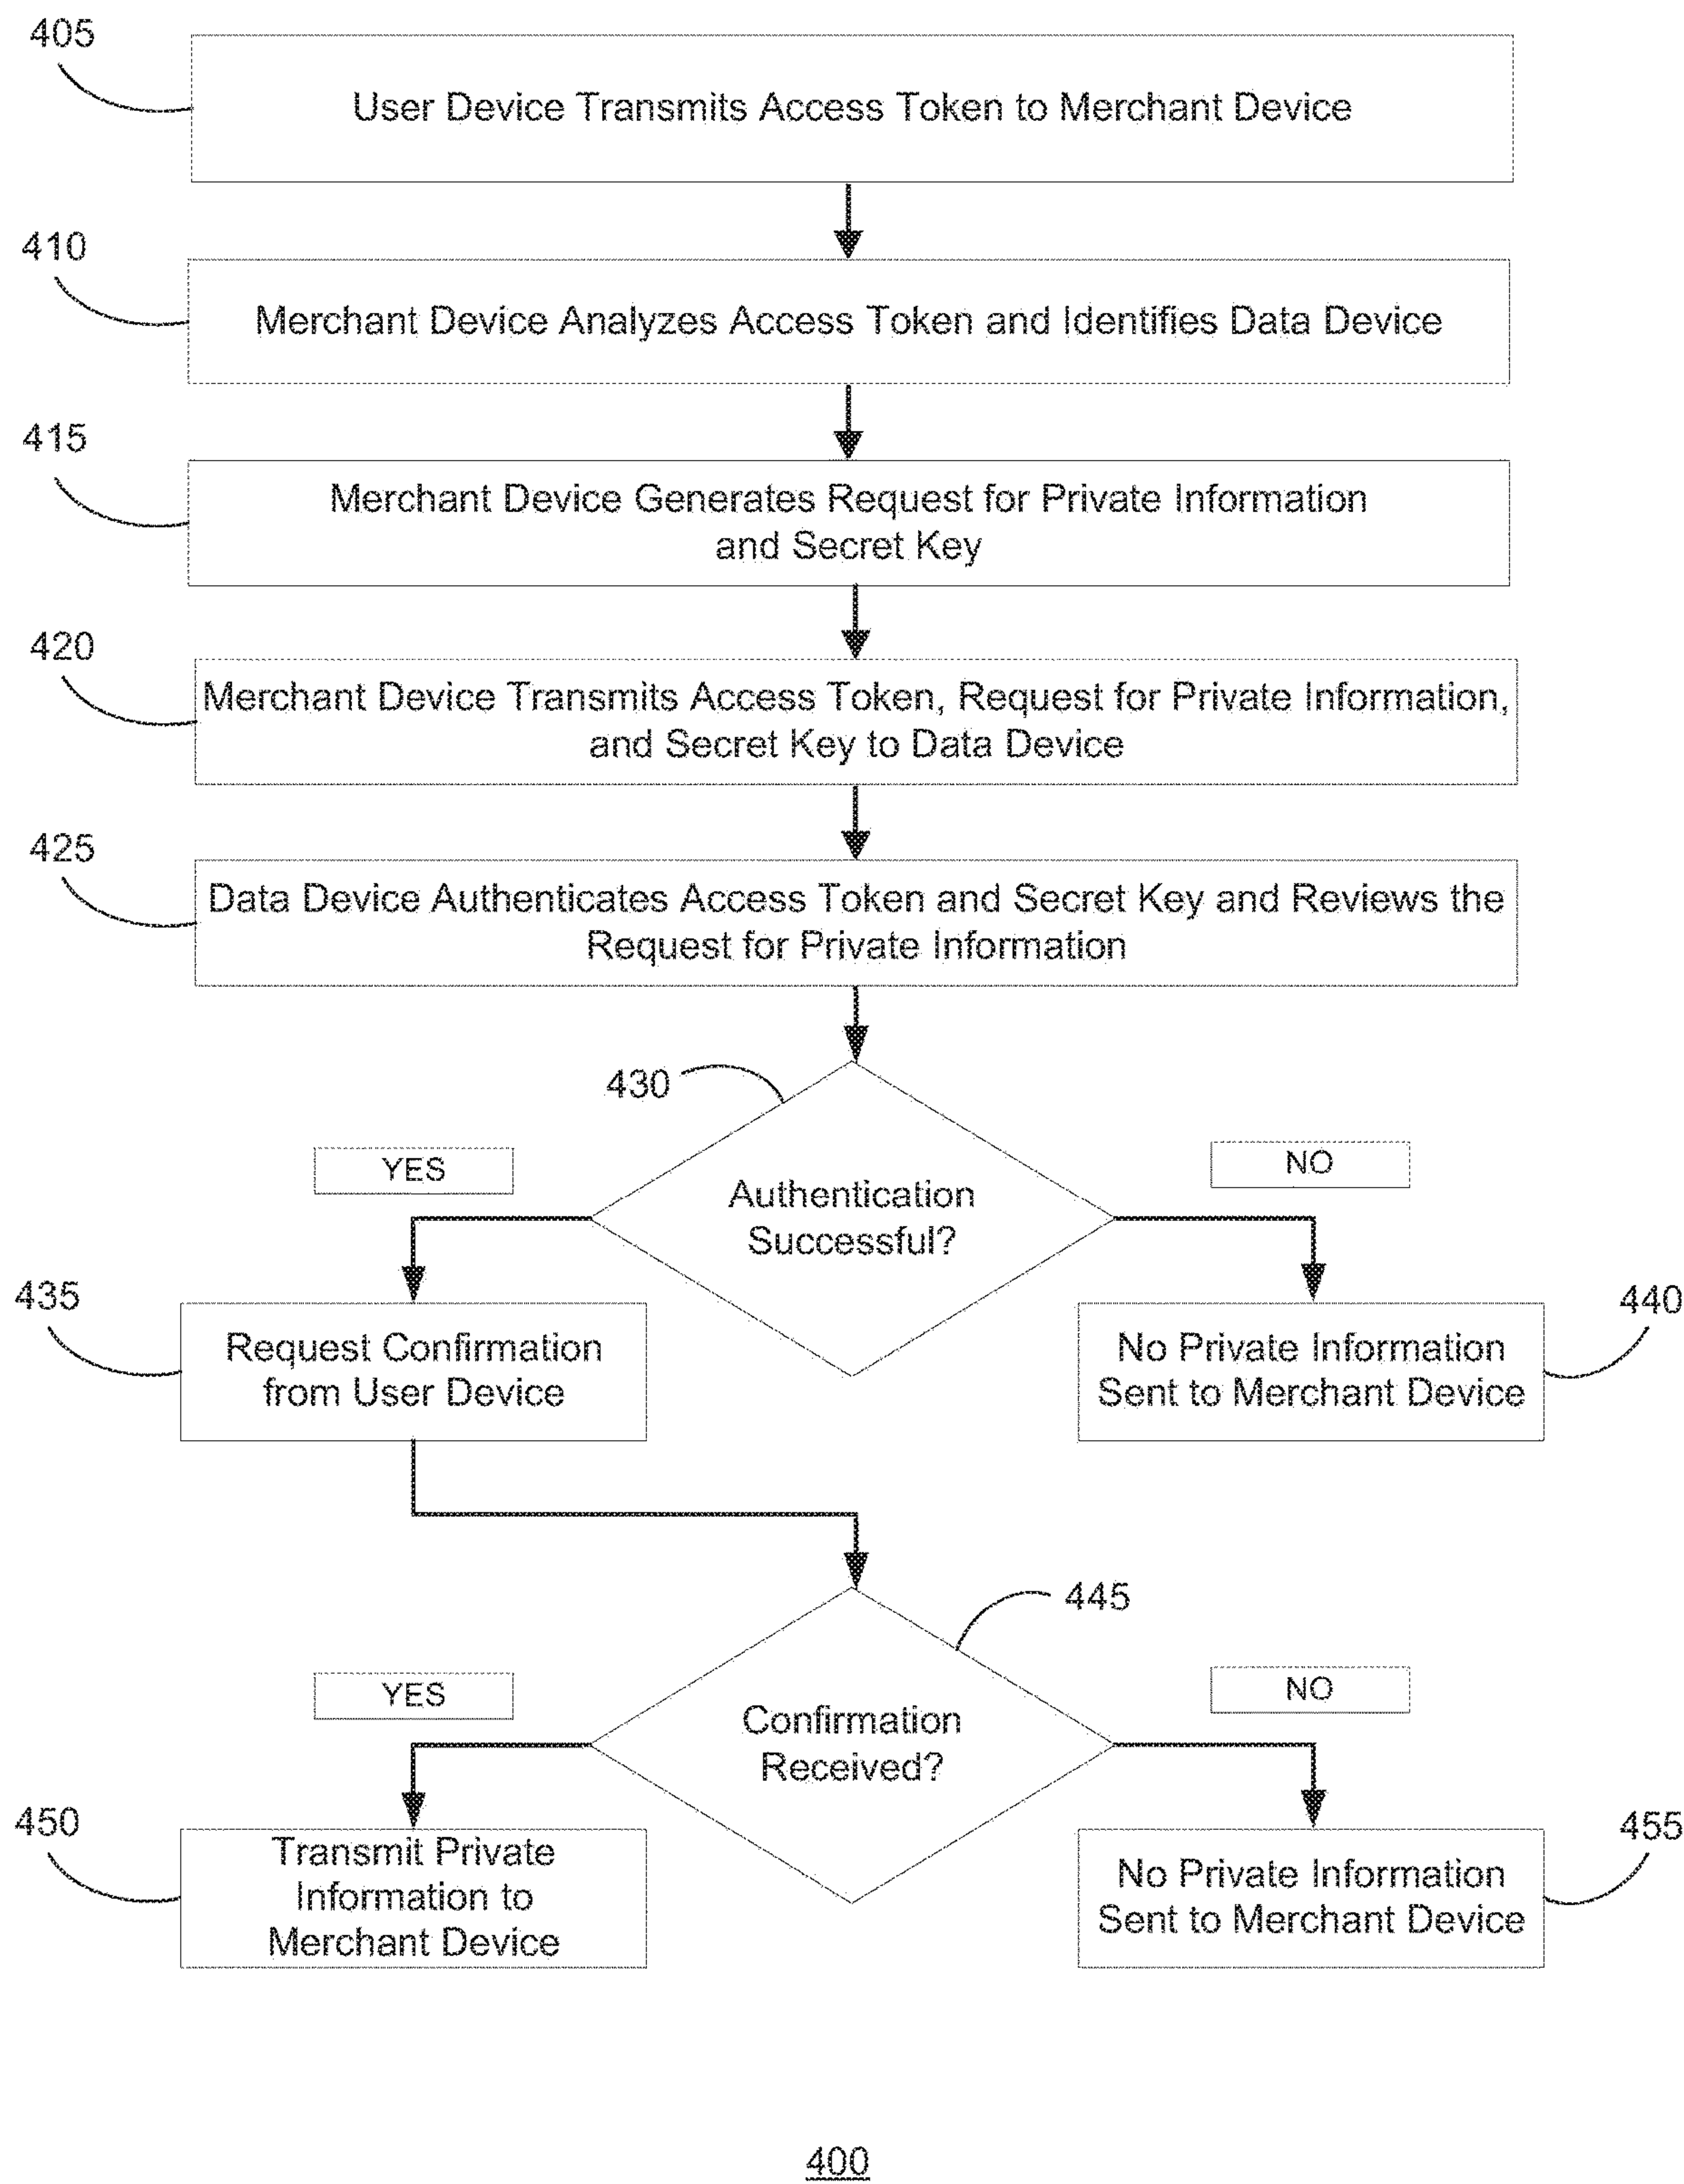 405
User Device Transmits Access Token to Merchant Device
410
Merchant Device Analyzes Access Token and Identifies Data Device
415
Merchant Device Generates Request for Private Information
and Secret Key
420
Merchant Device Transmits Access Token, Request for Private Information,
and Secret Key to Data Device
425
Data Device Authenticates Access Token and Secret Key and Reviews the
Request for Private Information
430
YES
NO
Authentication
Successful?
435
440
Request Confirmation
from User Device
No Private Information
Sent to Merchant Device
445
YES
NO
Confirmation
Received?
450
455
Transmit Private
Information to
Merchant Device
No Private Information
Sent to Merchant Device
400